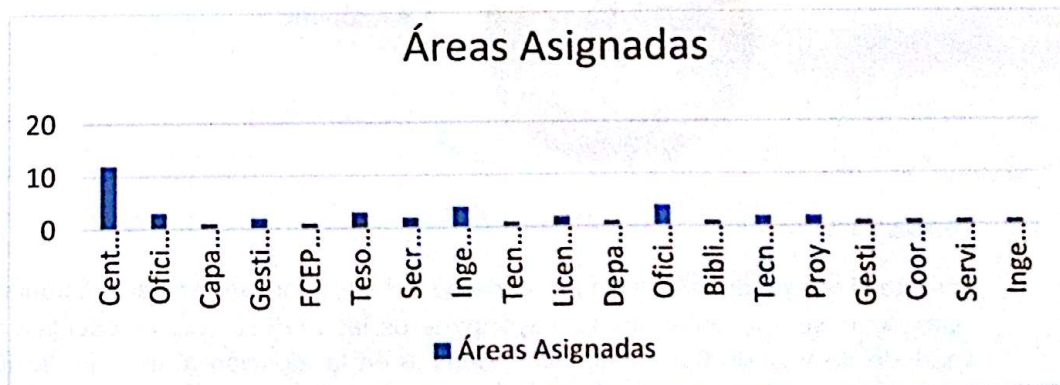 Áreas Asignadas
20
10
0
Cent...
Ofici...
Capa...
Gesti...
FCEP...
Teso...
Secr...
Inge...
Tecn...
Licen...
Depa...
Ofici...
Bibli...
Tecn...
Proy...
Gesti...
Coor...
Servi...
Inge...
Áreas Asignadas